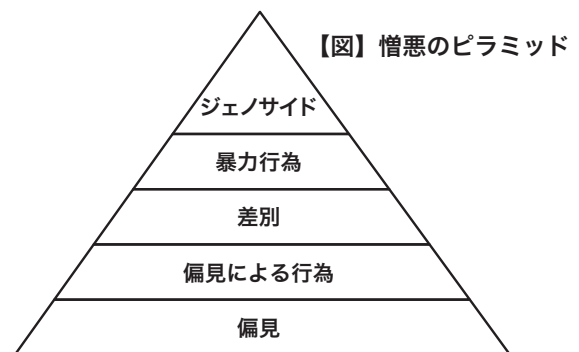 【図】憎悪のピラミッド
ジェノサイド
暴力行為
差別
偏見による行為
偏見